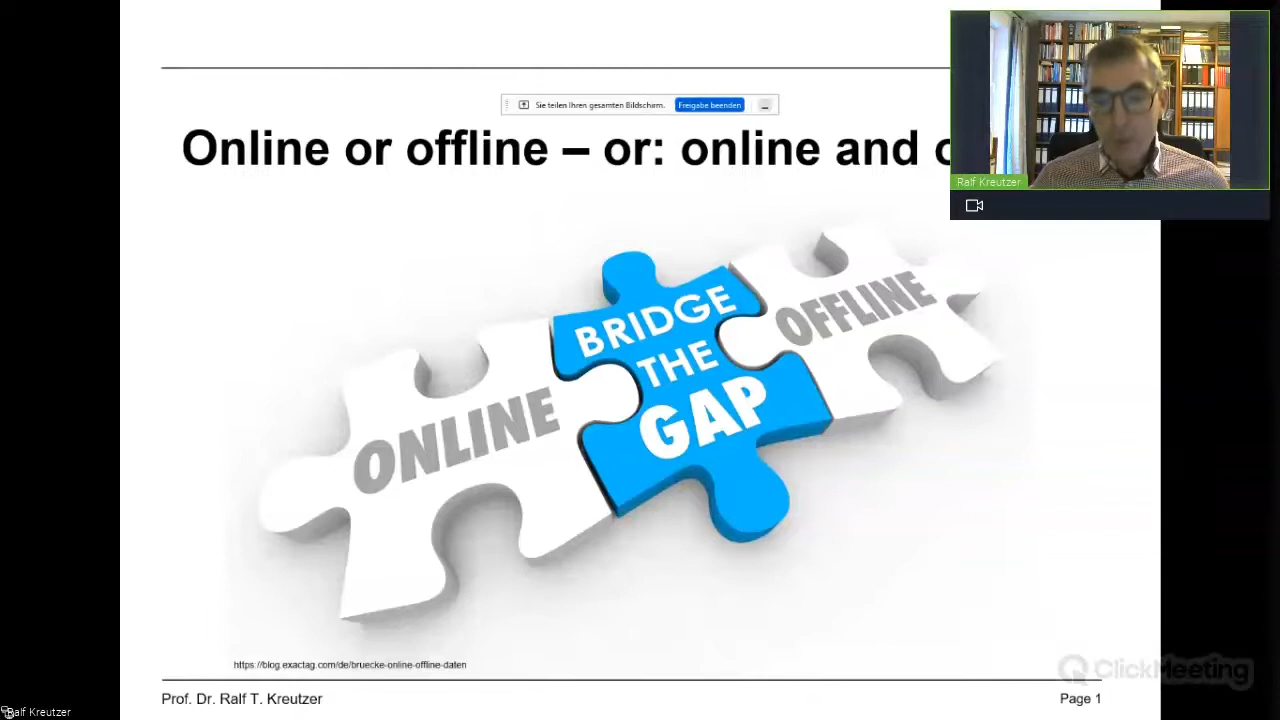 Sie teilen Ihren gesamten Bildschirm. Freigabe beenden
Online or offline – or: online and
Ralf Kreutzer
BRIDGE
THE
GAP
ONLINE
OFFLINE
https://blog.exactag.com/de/bruecke-online-offline-daten
ClickMeeting
Prof. Dr. Ralf T. Kreutzer
Page 1
Ralf Kreutzer